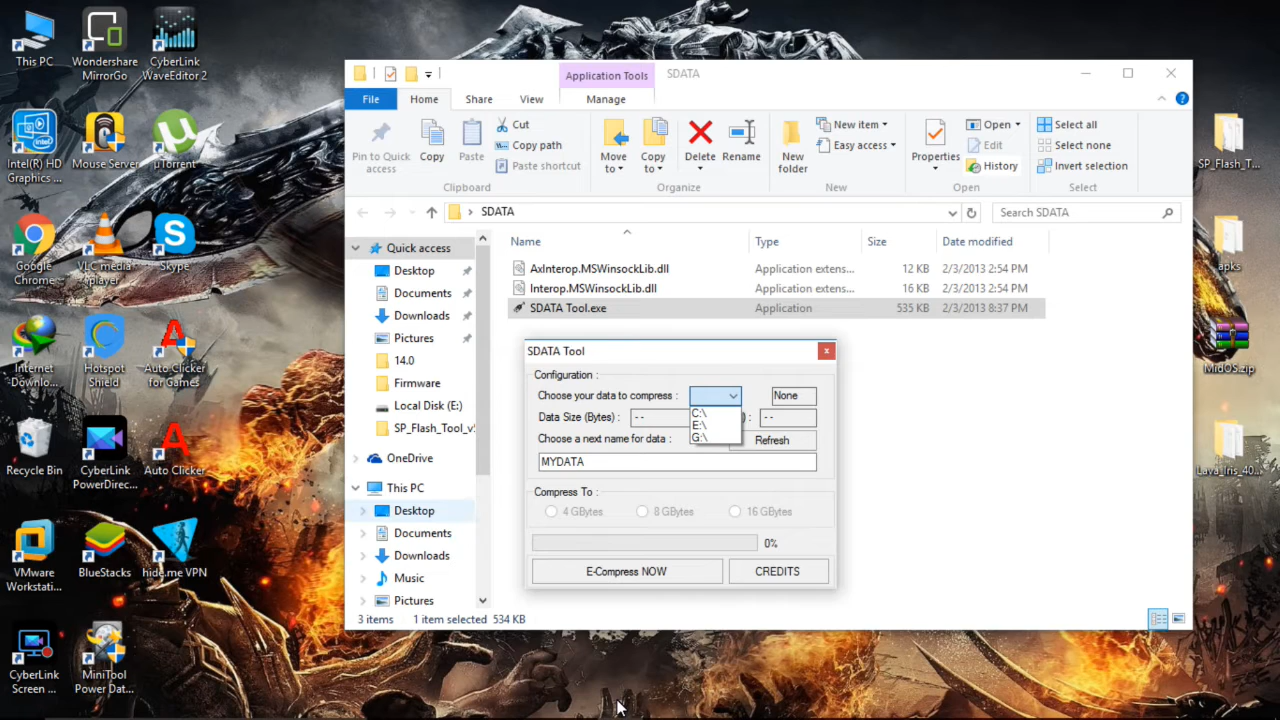 This PC
Wondershare
MirrorGo
CyberLink
WaveEditor 2
Intel(R) HD
Graphics ...
Mouse Server
µTorrent
Google
Chrome
VLC media
player
Skype
Internet
Downlo...
Hotspot
Shield
Auto Clicker
for Games
Recycle Bin
CyberLink
PowerDirec...
Auto Clicker
VMware
Workstati...
BlueStacks
hide.me VPN
CyberLink
Screen ...
MiniTool
Power Dat...
Application Tools
SDATA
File
Home
Share
View
Manage
Pin to Quick
access
Copy
Paste
Cut
Copy path
Paste shortcut
Clipboard
Move
to
Copy
to
Delete
Rename
Organize
New
folder
New item
Easy access
New
Properties
Open
Edit
History
Open
Select all
Select none
Invert selection
Select
SDATA
Search SDATA
Quick access
Desktop
Documents
Downloads
Pictures
14.0
Firmware
Local Disk (E:)
SP_Flash_Tool_v
OneDrive
This PC
Desktop
Documents
Downloads
Music
Pictures
Name
Type
Size
Date modified
AxInterop.MSWinsockLib.dll
Application extens...
12 KB
2/3/2013 2:54 PM
Interop.MSWinsockLib.dll
Application extens...
16 KB
2/3/2013 2:54 PM
SDATA Tool.exe
Application
535 KB
2/3/2013 8:37 PM
SDATA Tool
Configuration :
Choose your data to compress :
None
C:\
E:\
G:\
Data Size (Bytes) :
--
) :
--
Choose a next name for data :
Refresh
MYDATA
Compress To :
4 GBytes
8 GBytes
16 GBytes
0%
E-Compress NOW
CREDITS
3 items
1 item selected 534 KB
SP_Flash_T...
apks
MidOS.zip
Lava_Iris_40...